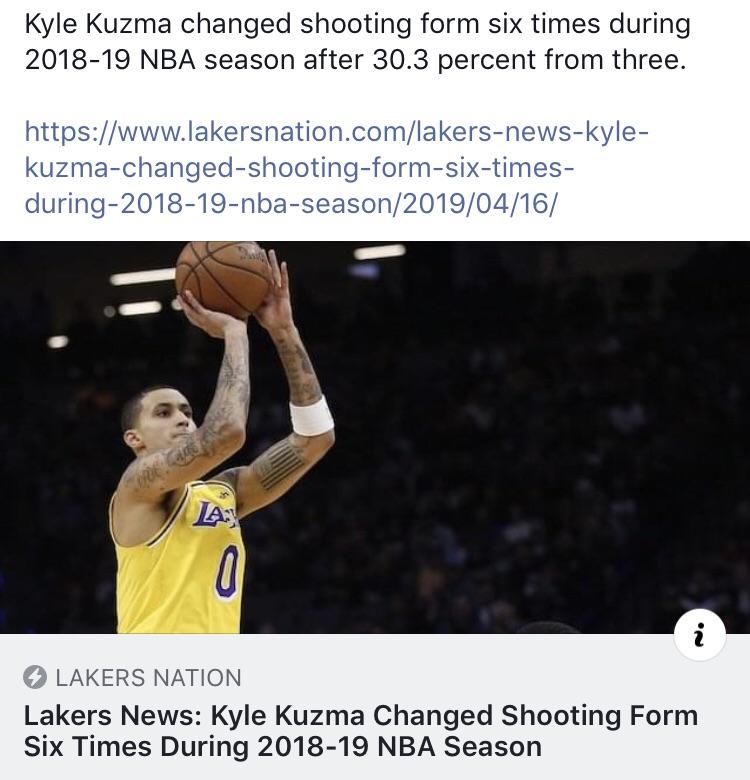 Kyle Kuzma changed shooting form six times during
2018-19 NBA season after 30.3 percent from three.
https://www.lakersnation.com/lakers-news-kyle-
kuzma-changed-shooting-form-six-times-
during-2018-19-nba-season/2019/04/16/
LA
0
i
LAKERS NATION
Lakers News: Kyle Kuzma Changed Shooting Form
Six Times During 2018-19 NBA Season